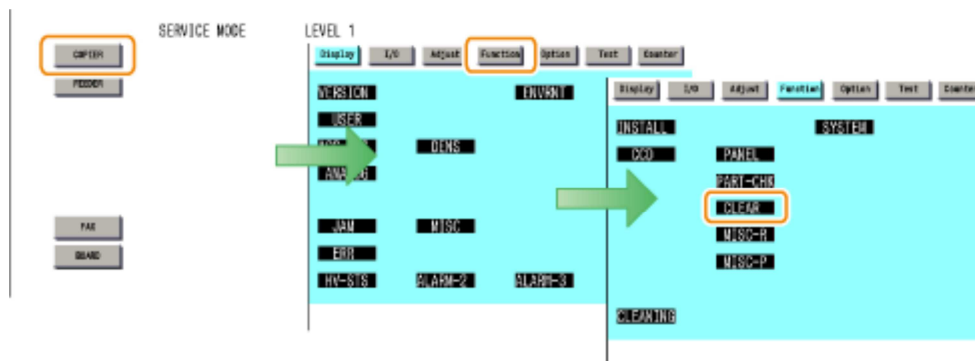 SERVICE MODE
LEVEL 1
COPIER
FEEDER
FAX
BOARD
Display I/O Adjust Function Option Test Counter
VERSION ENVRNT
USER
DENS
JAM MISC
ERR
HV-STS ALARM-2 ALARM-3
Display I/O Adjust Function Option Test
INSTALL SYSTEM
CCD PANEL
PART-CHK
CLEAR
MISC-R
MISC-P
CLEANING